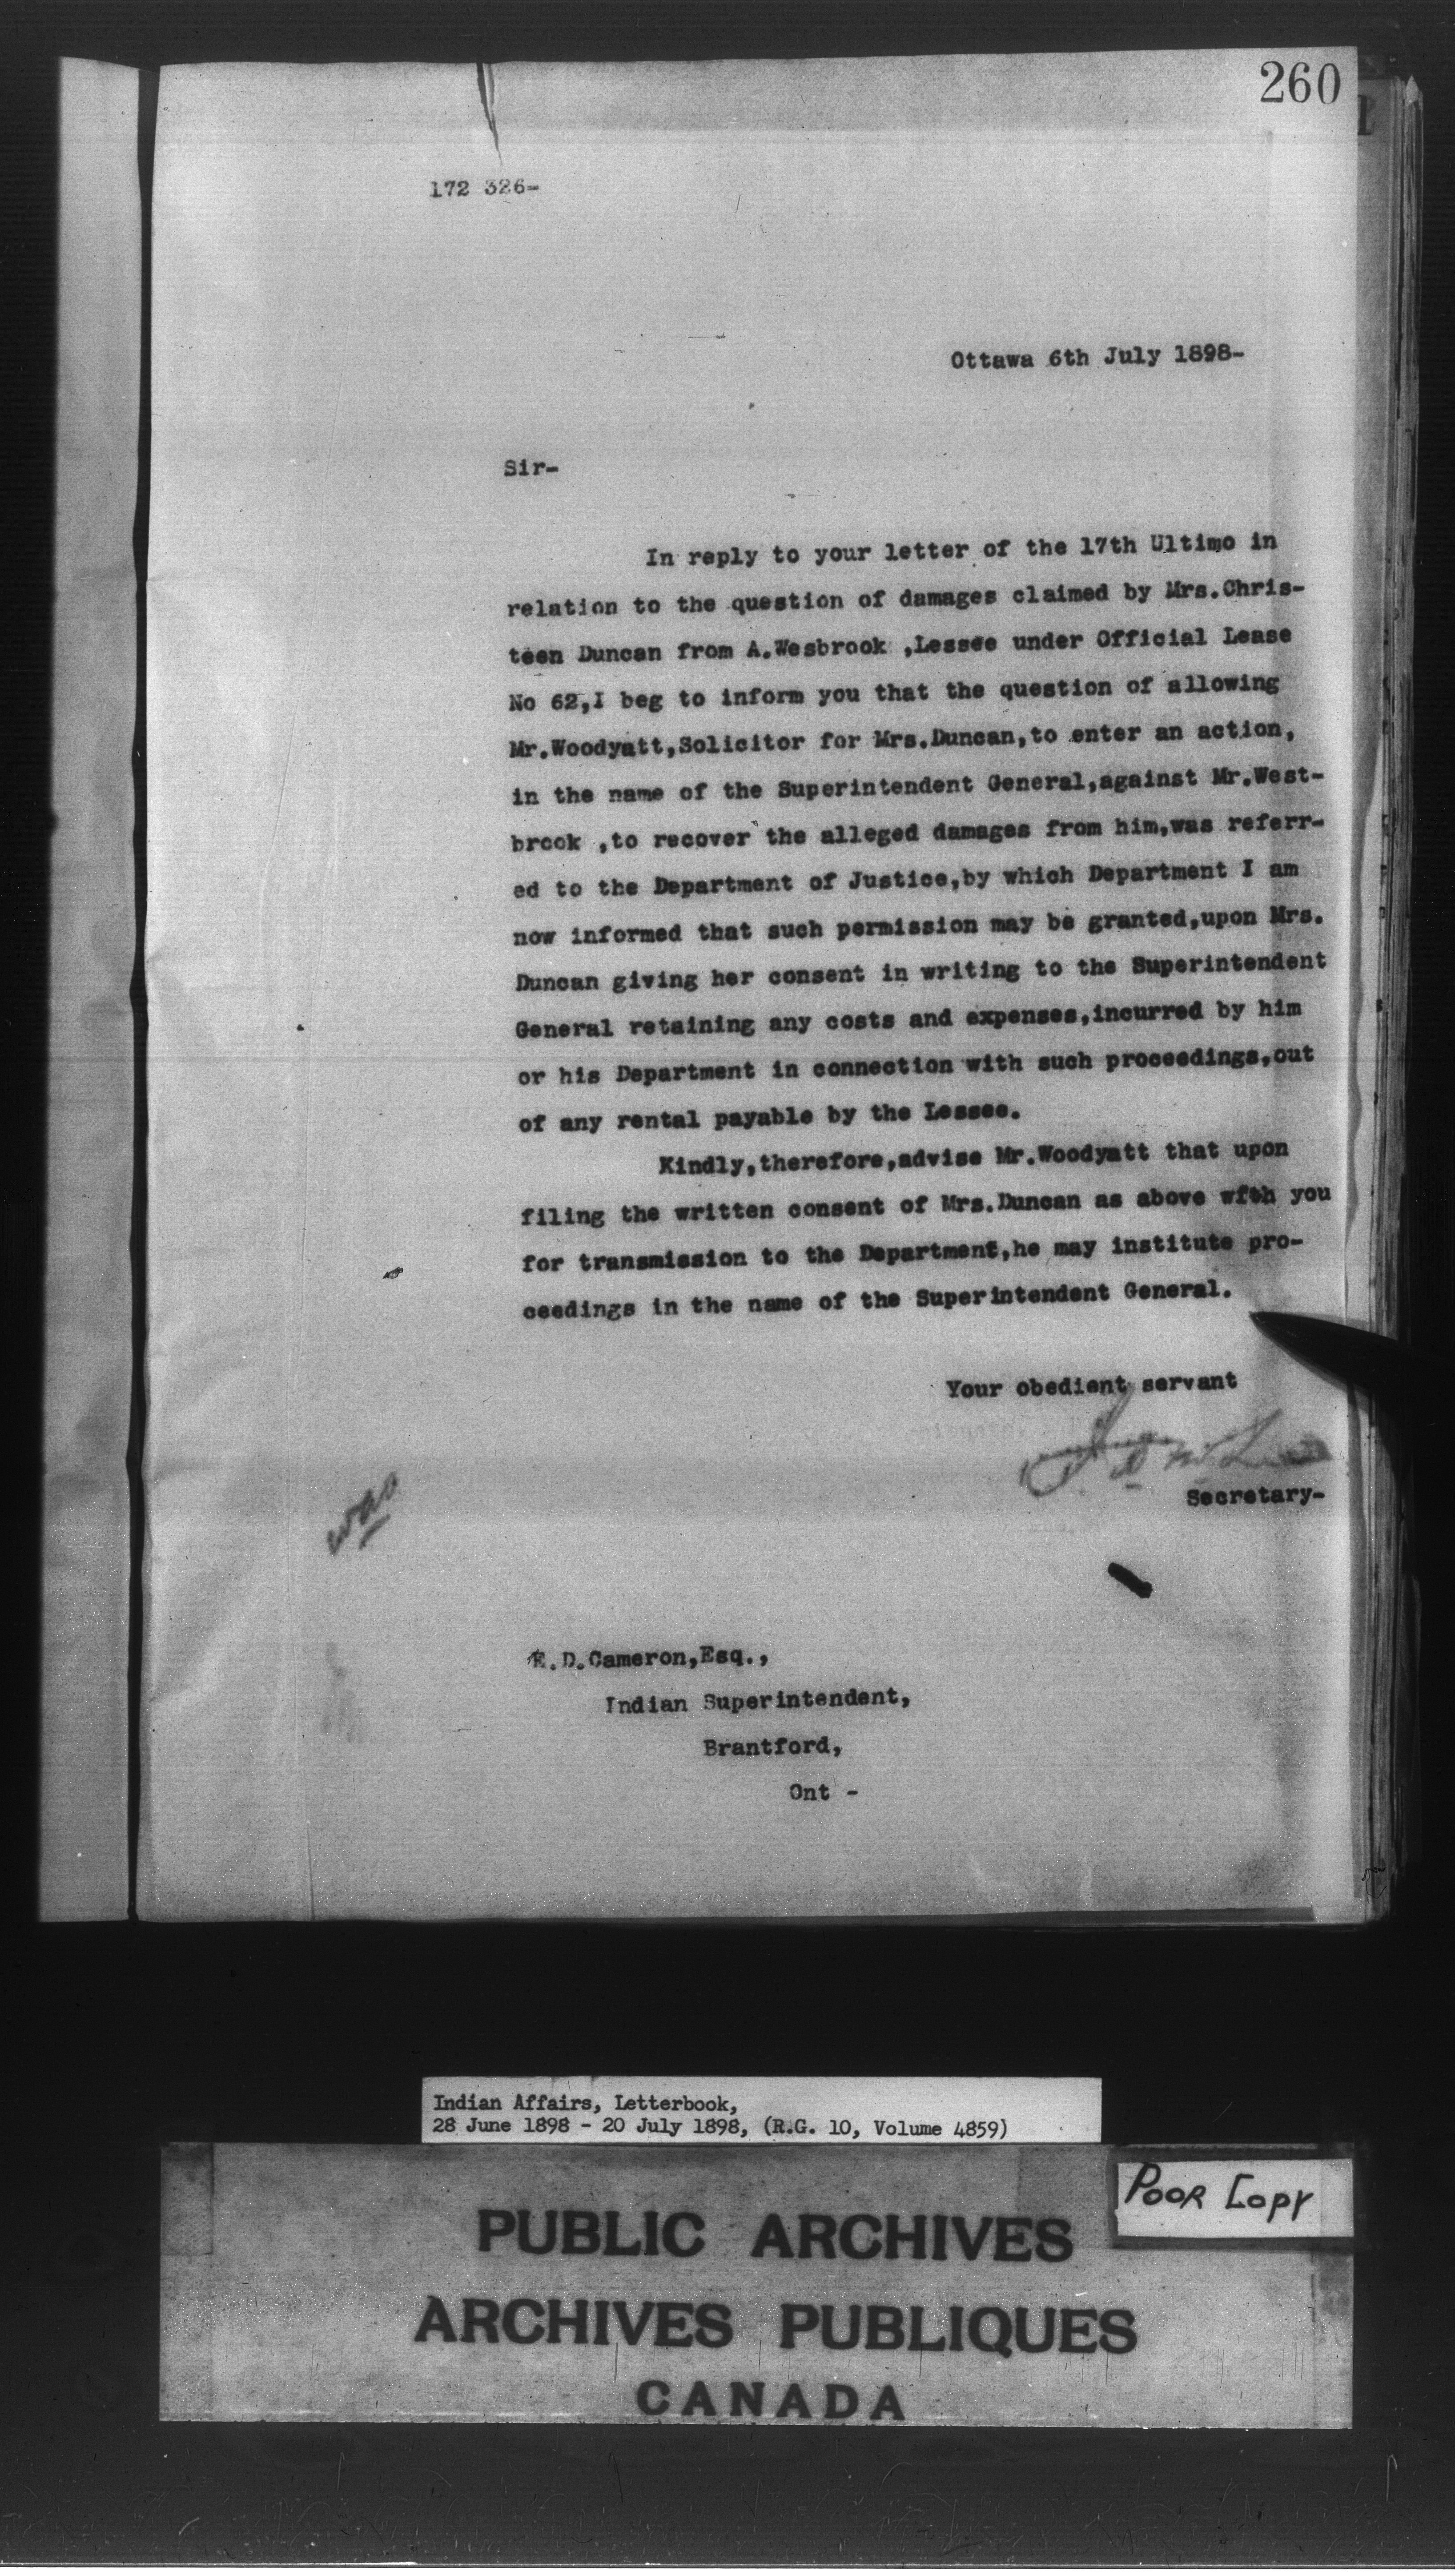 260
172 326-
Ottawa 6th July 1898-
Sir-
In reply to your letter of the 17th Ultimo in
relation to the question of damages claimed by Mrs.Chris-
teen Duncan from A.Wesbrook ,Lessee under Official Lease
No 62,I beg to inform you that the question of allowing
Mr.Woodyatt,Solicitor for Mrs.Duncan,to enter an action,
in the name of the Superintendent General,against Mr.West-
brook ,to recover the alleged damages from him,was referr-
ed to the Department of Justice,by which Department I am
now informed that such permission may be granted,upon Mrs.
Duncan giving her consent in writing to the Superintendent
General retaining any costs and expenses,incurred by him
or his Department in connection with such proceedings,out
of any rental payable by the Lessee.
Kindly,therefore,advise Mr.Woodyatt that upon
filing the written consent of Mrs.Duncan as above with you
for transmission to the Department,he may institute pro-
ceedings in the name of the Superintendent General.
Your obedient servant
Secretary-
E.D.Cameron,Esq.,
Indian Superintendent,
Brantford,
Ont -
Indian Affairs, Letterbook,
28 June 1898 - 20 July 1898, (R.G. 10, Volume 4859)
POOR COPY
PUBLIC ARCHIVES
ARCHIVES PUBLIQUES
CANADA